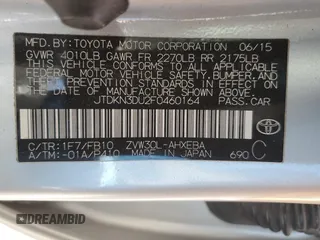 MFD. BY: TOYOTA MOTOR CORPORATION 06/15
GVWR 4010LB GAWR FR 2270LB RR 2175LB
THIS VEHICLE CONFORMS TO ALL APPLICABLE
FEDERAL MOTOR VEHICLE SAFETY, BUMPER, AND
THEFT PREVENTION STANDARDS IN EFFECT ON
THE DATE OF MANUFACTURE SHOWN ABOVE.
JTDKN3DU2F0460164 PASS. CAR
C/TR: 1F7/FB10 ZVW30L-AHXEBA
A/TM: -01A/P410 MADE IN JAPAN 690 C
DREAMBID